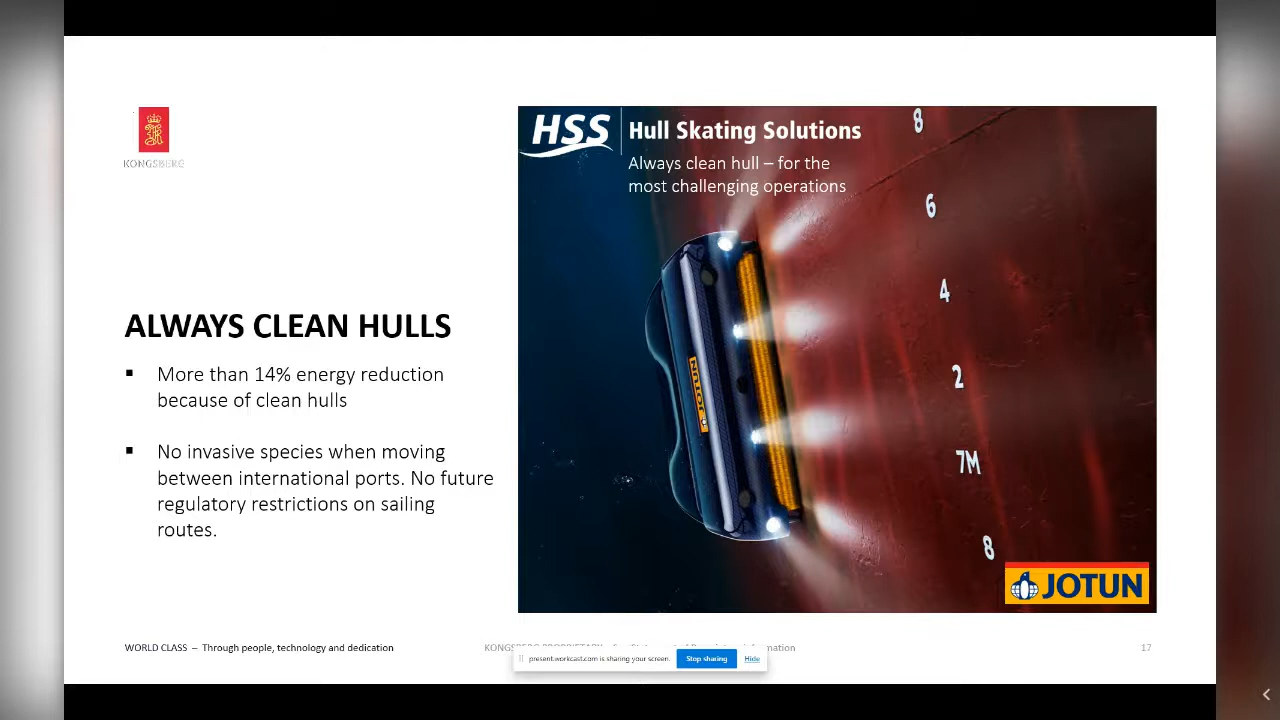 KONGSBERG
HSS
Hull Skating Solutions
Always clean hull – for the
most challenging operations
8
6
4
2
7M
8
JOTUN
JOTUN
ALWAYS CLEAN HULLS
▪ More than 14% energy reduction
because of clean hulls
▪ No invasive species when moving
between international ports. No future
regulatory restrictions on sailing
routes.
WORLD CLASS – Through people, technology and dedication
17
present.workcast.com is sharing your screen.
Stop sharing
Hide